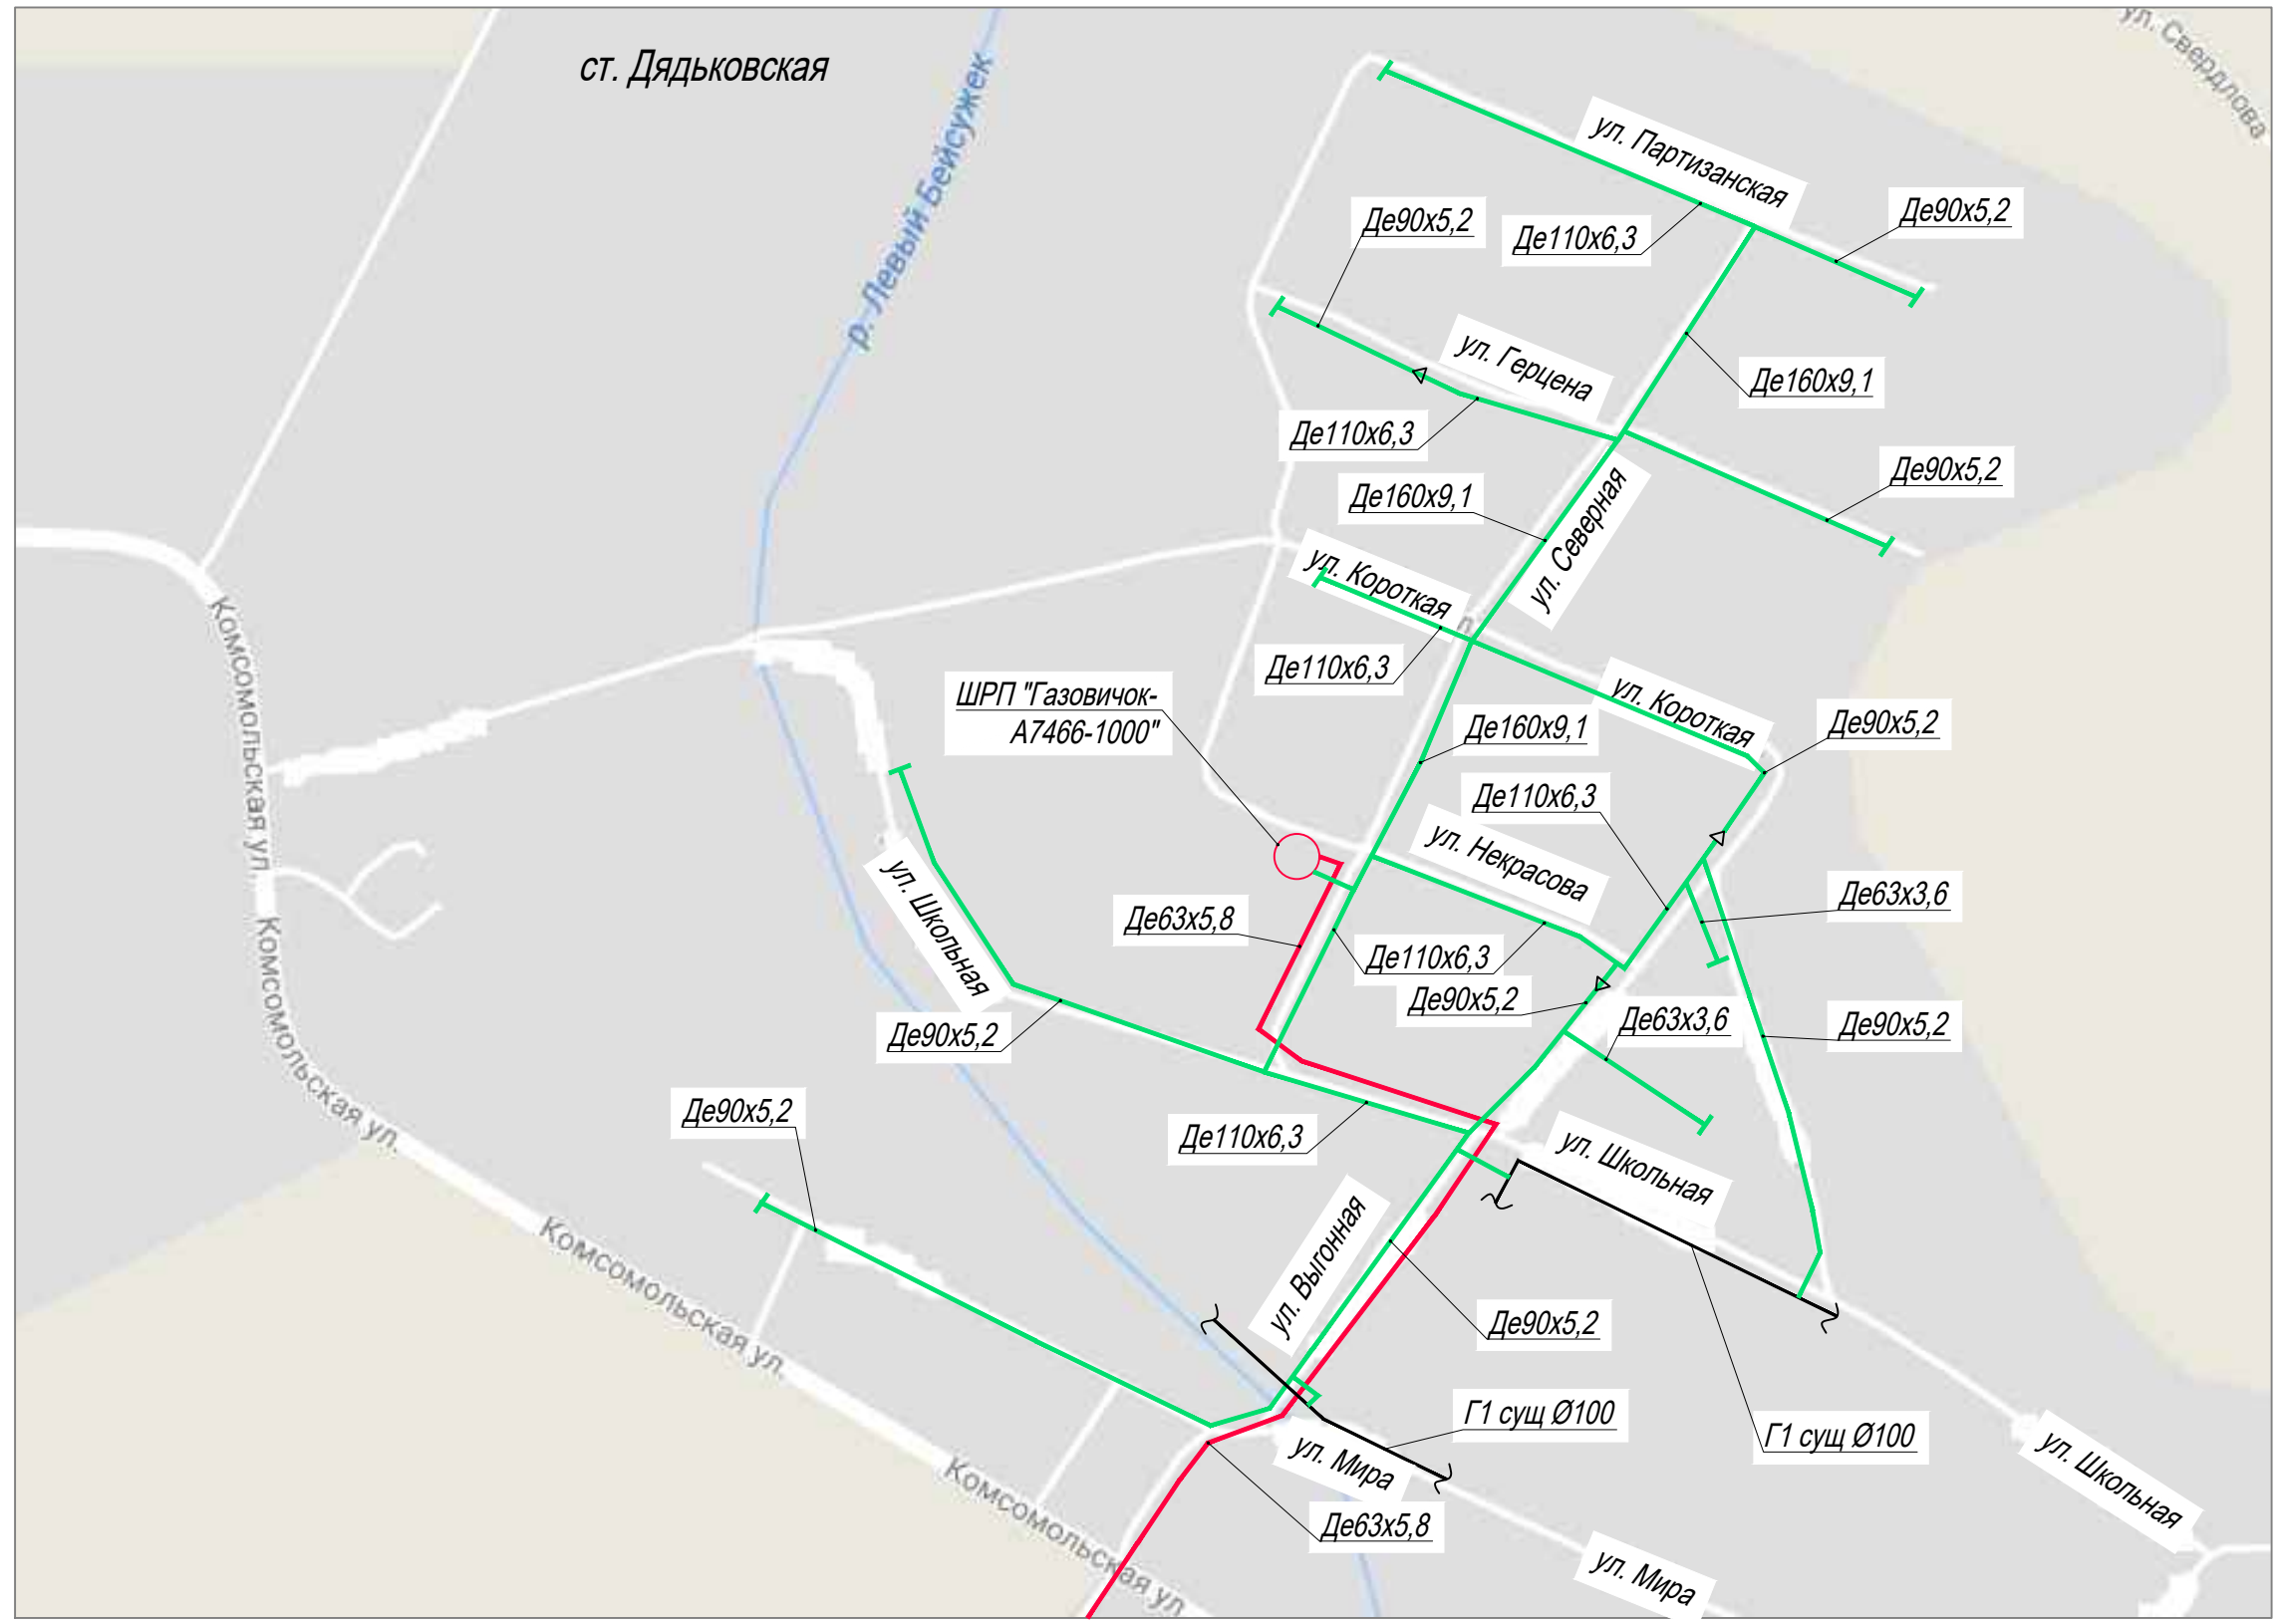 ул. Свердлова
ст. Дядьковская
р. Левый Бейсужек
ул. Партизанская
Де90х5,2
Де90х5,2
Де110х6,3
ул. Герцена
Де160х9,1
Де110х6,3
Де90х5,2
Де160х9,1
ул. Северная
ул. Короткая
Де110х6,3
ул. Короткая
ШРП "Газовичок-
А7466-1000"
Де160х9,1
Де90х5,2
Де110х6,3
ул. Некрасова
Комсомольская ул.
ул. Школьная
Де63х5,8
Де63х3,6
Де110х6,3
Де90х5,2
Де63х3,6
Де90х5,2
Де90х5,2
Комсомольская ул.
Де90х5,2
Де110х6,3
ул. Школьная
ул. Выгонная
Комсомольская ул.
Де90х5,2
Г1 сущ Ø100
Г1 сущ Ø100
ул. Мира
ул. Школьная
Комсомольская ул.
Де63х5,8
ул. Мира